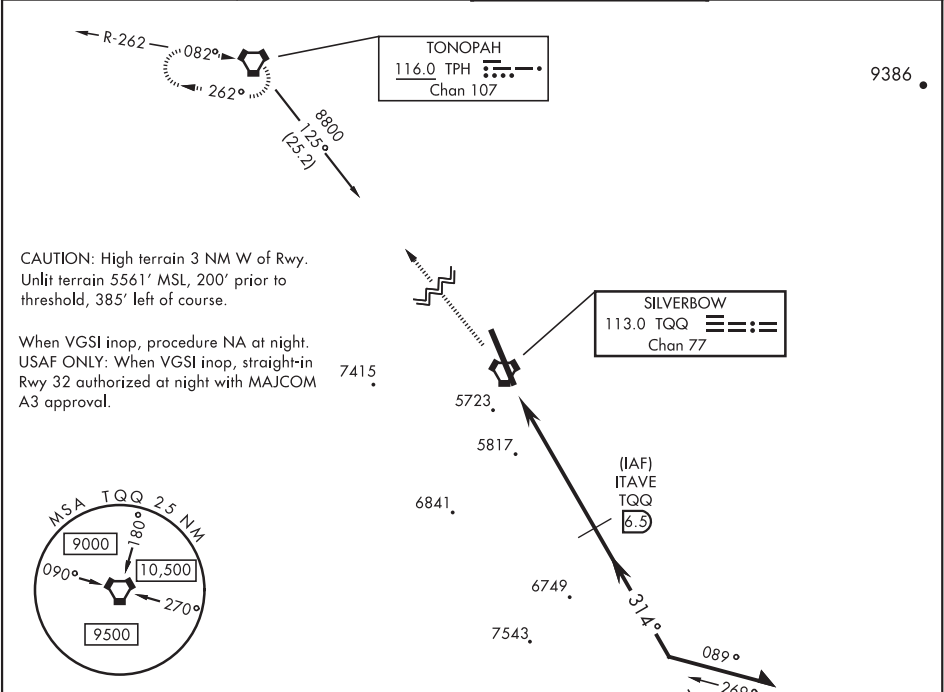 R-262
082°
262°
TONOPAH
116.0 TPH
Chan 107
9386
8800
125°
(25.2)
CAUTION: High terrain 3 NM W of Rwy.
Unlit terrain 5561' MSL, 200' prior to
threshold, 385' left of course.
When VGSI inop, procedure NA at night.
USAF ONLY: When VGSI inop, straight-in
Rwy 32 authorized at night with MAJCOM
A3 approval.
SILVERBOW
113.0 TQQ
Chan 77
7415
5723
5817
6841
(IAF)
ITAVE
TQQ
6.5
MSA TQQ 25 NM
9000
180°
090°
10,500
270°
9500
6749
7543
314°
089°
269°